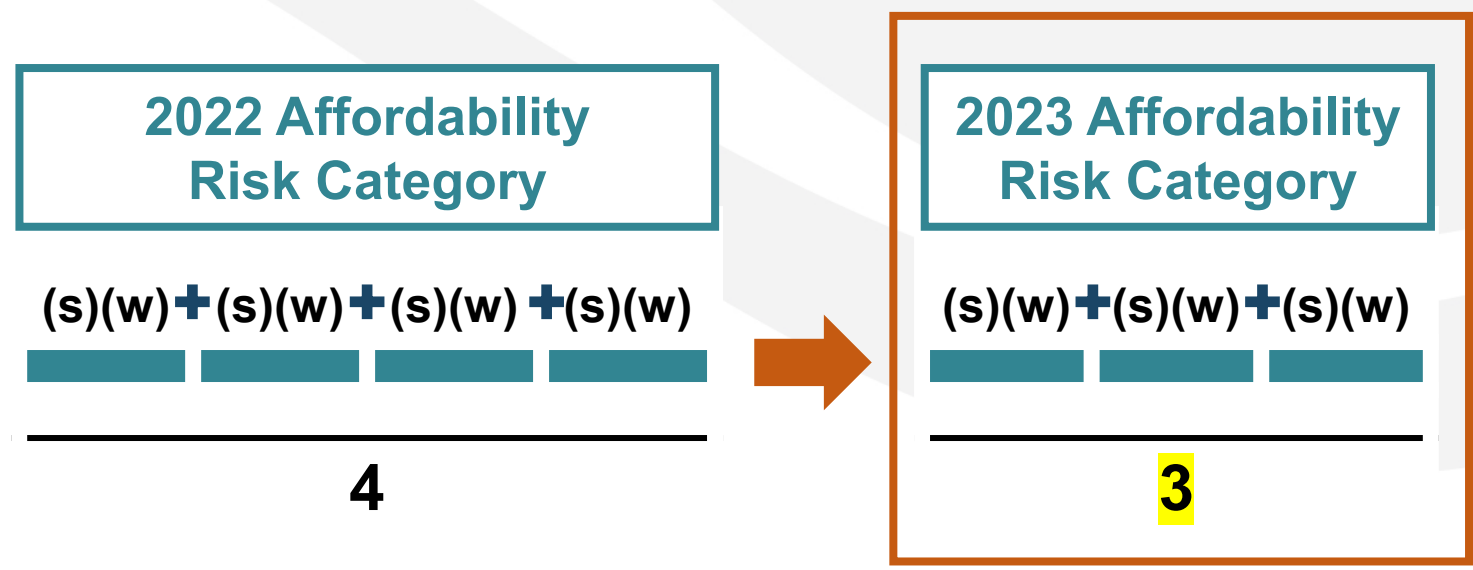 2022 Affordability
Risk Category
(s)(w)+(s)(w)+(s)(w) +(s)(w)
4
2023 Affordability
Risk Category
(s)(w)+(s)(w)+(s)(w)
3